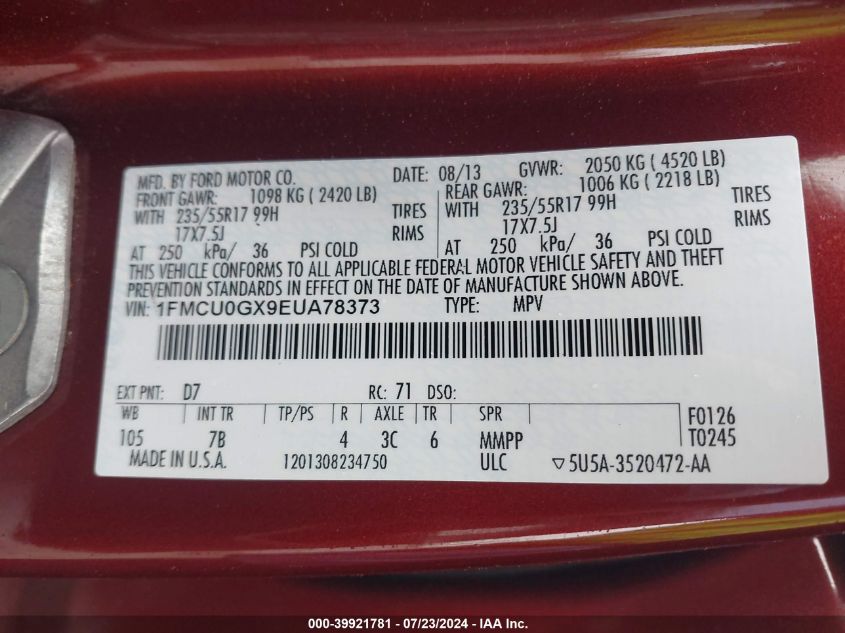 MFD. BY FORD MOTOR CO. DATE: 08/13 GVWR: 2050 KG ( 4520 LB)
FRONT GAWR: 1098 KG ( 2420 LB) REAR GAWR: 1006 KG ( 2218 LB)
WITH 235/55R17 99H TIRES WITH 235/55R17 99H TIRES
17X7.5J RIMS 17X7.5J RIMS
AT 250 kPa/ 36 PSI COLD AT 250 kPa/ 36 PSI COLD
THIS VEHICLE CONFORMS TO ALL APPLICABLE FEDERAL MOTOR VEHICLE SAFETY AND THEFT
PREVENTION STANDARDS IN EFFECT ON THE DATE OF MANUFACTURE SHOWN ABOVE.
VIN: 1FMCU0GX9EUA78373 TYPE: MPV
EXT PNT: D7 RC: 71 DSO:
WB INT TR TP/PS R AXLE TR SPR F0126
105 7B 4 3C 6 MMPP T0245
MADE IN U.S.A. 1201308234750 ULC ▽5U5A-3520472-AA
000-39921781 - 07/23/2024 - IAA Inc.